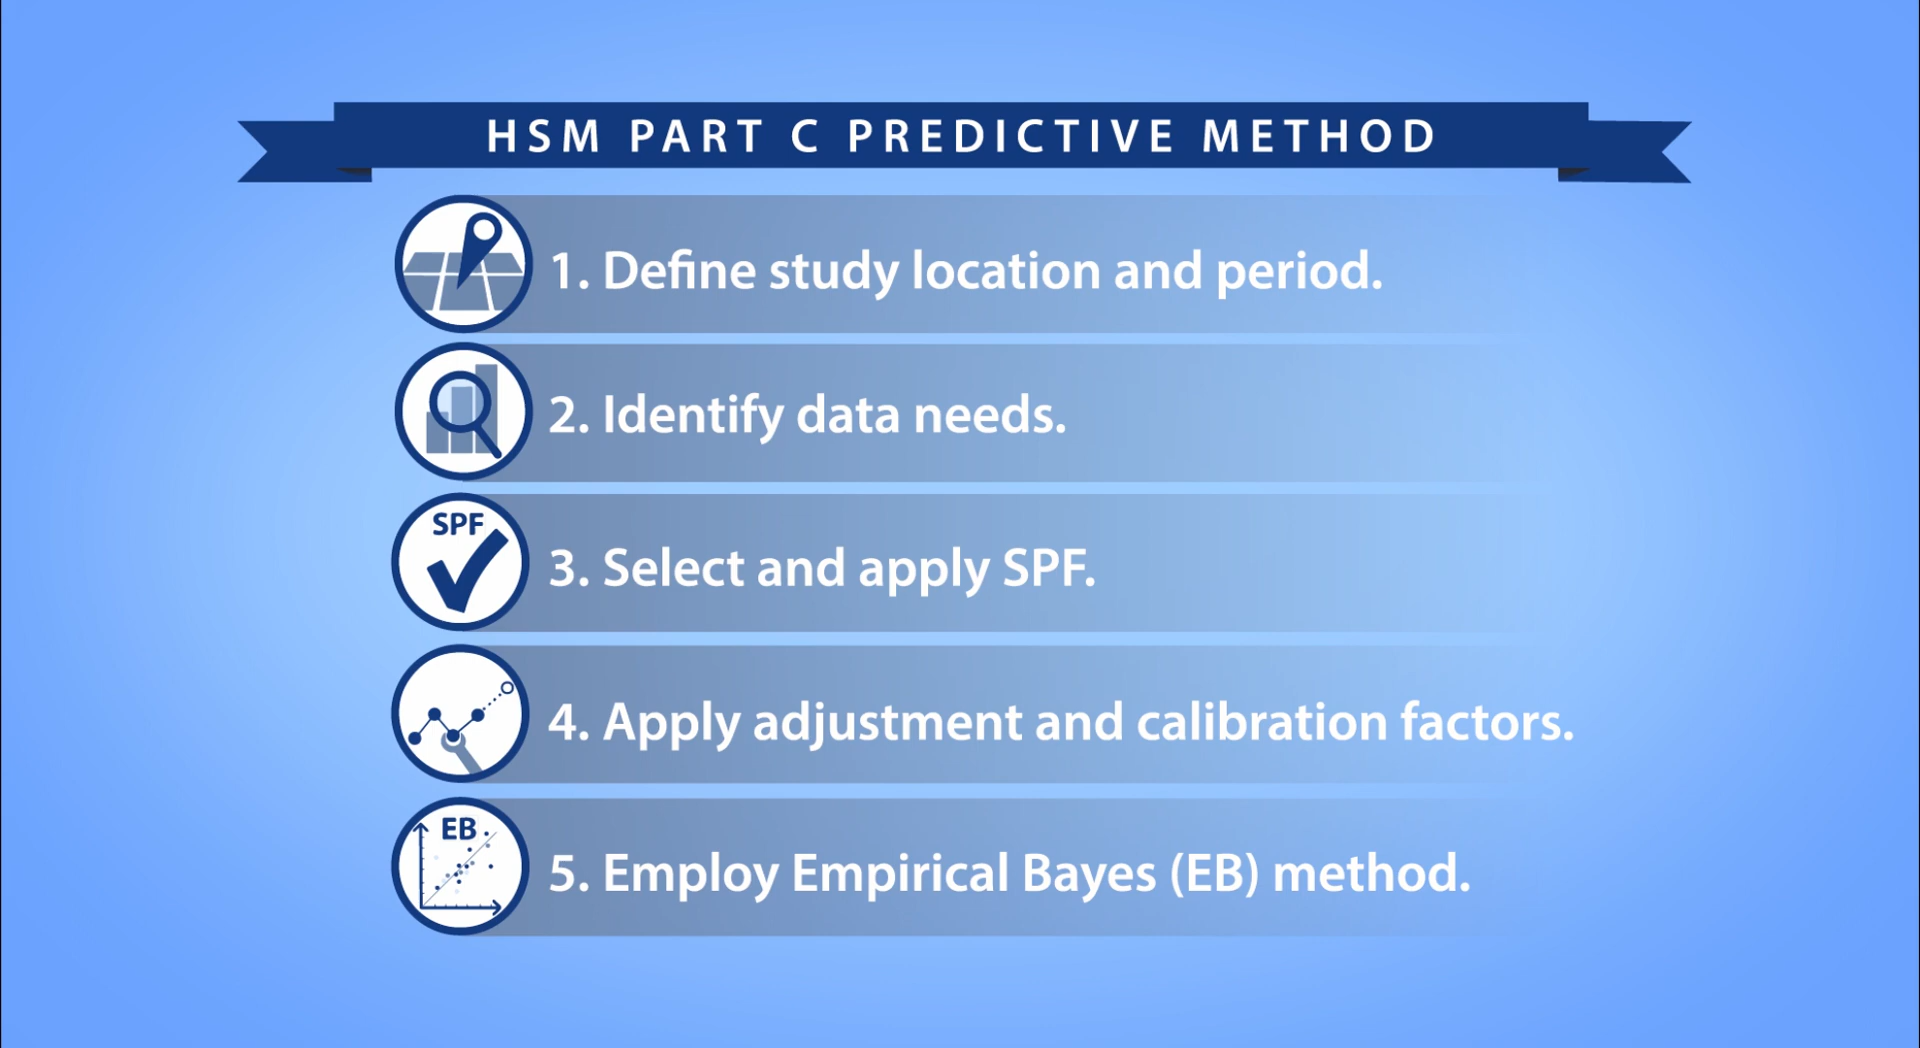 HSM PART C PREDICTIVE METHOD
1. Define study location and period.
2. Identify data needs.
SPF
3. Select and apply SPF.
4. Apply adjustment and calibration factors.
EB
5. Employ Empirical Bayes (EB) method.